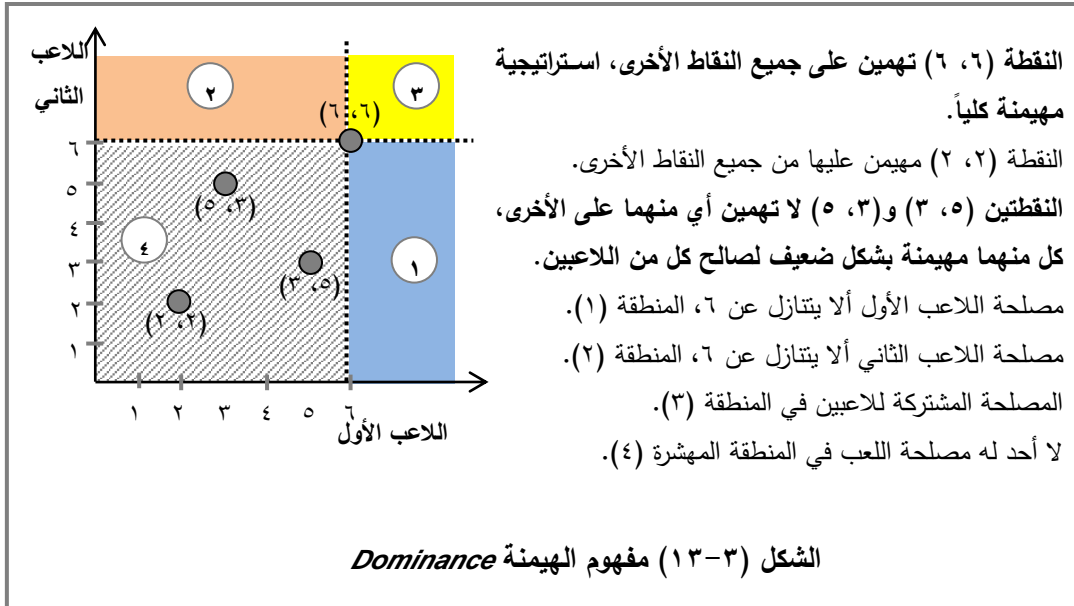 النقطة (٦، ٦) تهيمن على جميع النقاط الأخرى، استراتيجية
مهيمنة كلياً.
النقطة (٢، ٢) مهيمن عليها من جميع النقاط الأخرى.
النقطتين (٥، ٣) و(٣، ٥) لا تهمين أي منهما على الأخرى،
كل منهما مهيمنة بشكل ضعيف لصالح كل من اللاعبين.
مصلحة اللاعب الأول ألا يتنازل عن ٦، المنطقة (١).
مصلحة اللاعب الثاني ألا يتنازل عن ٦، المنطقة (٢).
المصلحة المشتركة للاعبين في المنطقة (٣).
لا أحد له مصلحة اللعب في المنطقة المهشرة (٤).
اللاعب
الثاني
٢
٣
(٦، ٦)
٦
٥
(٣، ٥)
٤
٤
١
٣
(٥، ٣)
٢
(٢، ٢)
١
١ ٢ ٣ ٤ ٥ ٦
اللاعب الأول
الشكل (٣-١٣) مفهوم الهيمنة Dominance